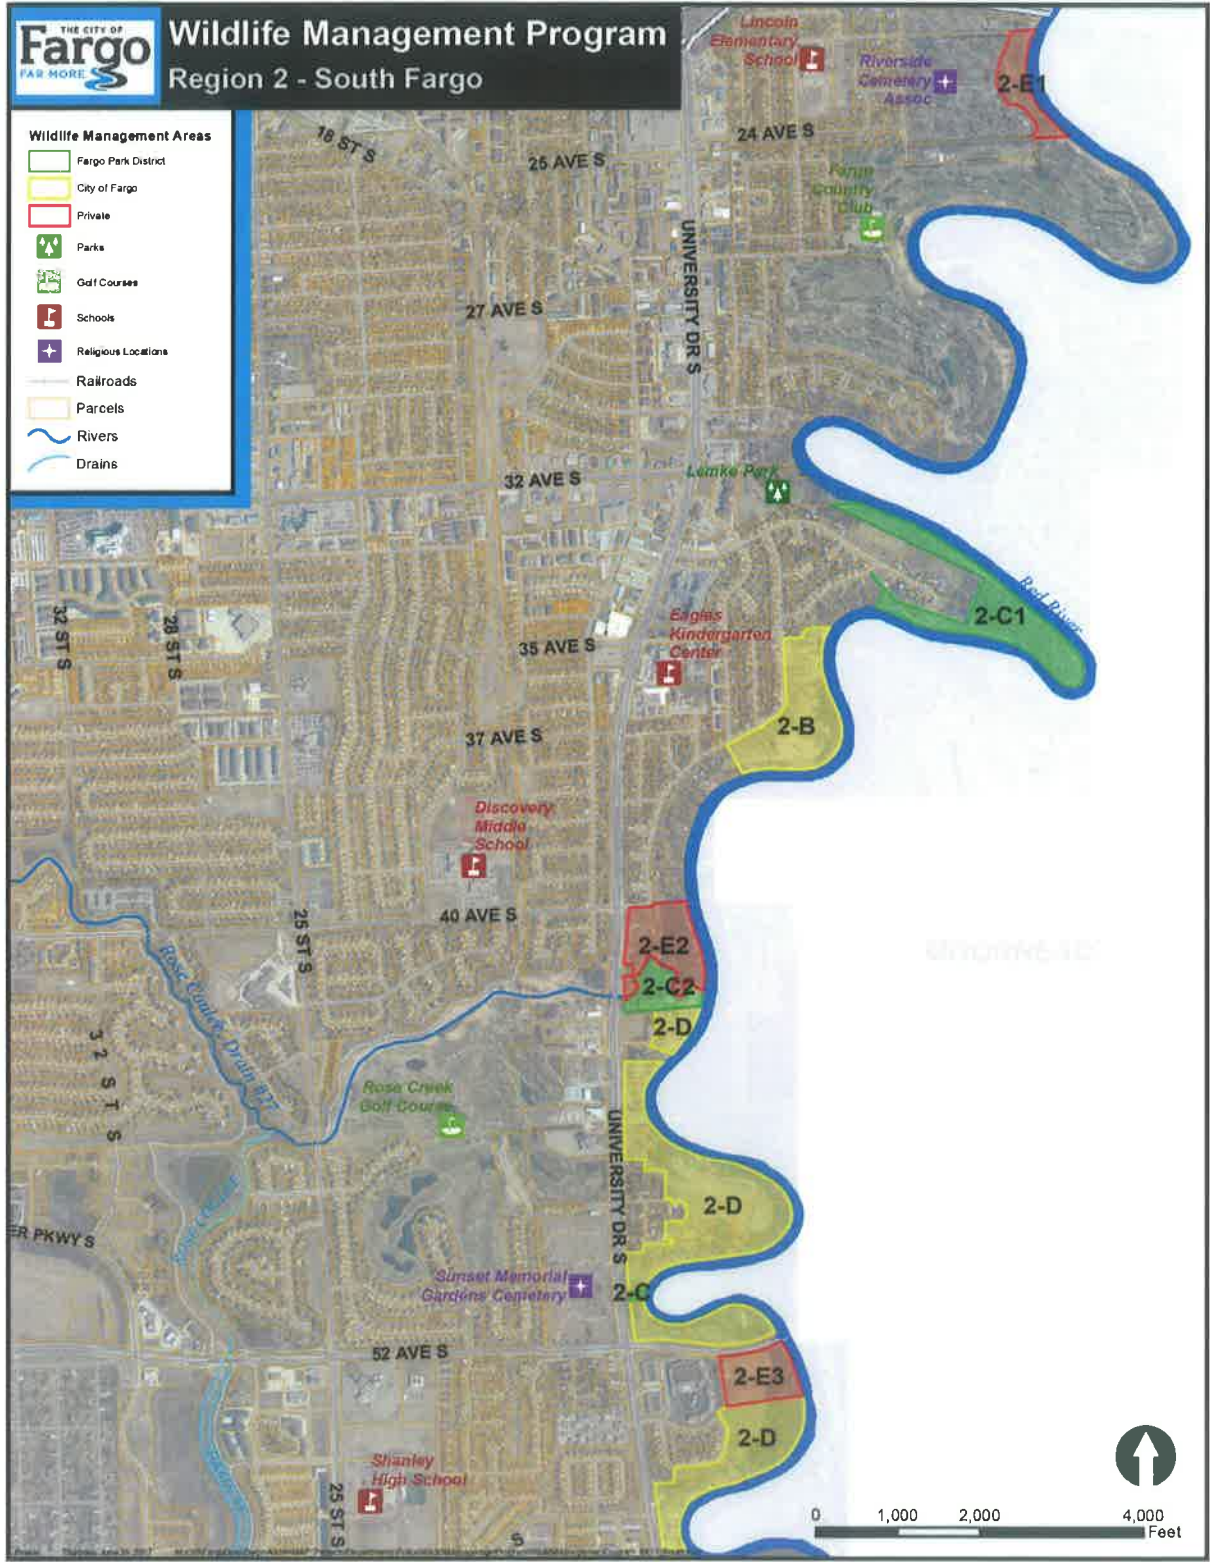 THE CITY OF
Fargo
FAR MORE
Wildlife Management Program
Region 2 - South Fargo
Wildlife Management Areas
Fargo Park District
City of Fargo
Private
Parks
Golf Courses
Schools
Religious Locations
Railroads
Parcels
Rivers
Drains
Lincoln
Elementary
School
Riverside
Cemetery
Assoc
2-E1
18 ST S
25 AVE S
24 AVE S
Fargo
Country
Club
UNIVERSITY DR S
27 AVE S
32 AVE S
Lemke Park
Red River
2-C1
32 ST S
28 ST S
35 AVE S
Eagles
Kindergarten
Center
2-B
37 AVE S
Discovery
Middle
School
40 AVE S
25 ST S
2-E2
2-C2
2-D
Rose Coulee, Drain #27
32 ST S
Rose Creek
Golf Course
UNIVERSITY DR S
2-D
ROSE COULEE
ER PKWY S
Sunset Memorial
Gardens Cemetery
2-C
52 AVE S
2-E3
2-D
Shanley
High School
25 ST S
S
0 1,000 2,000 4,000
Feet